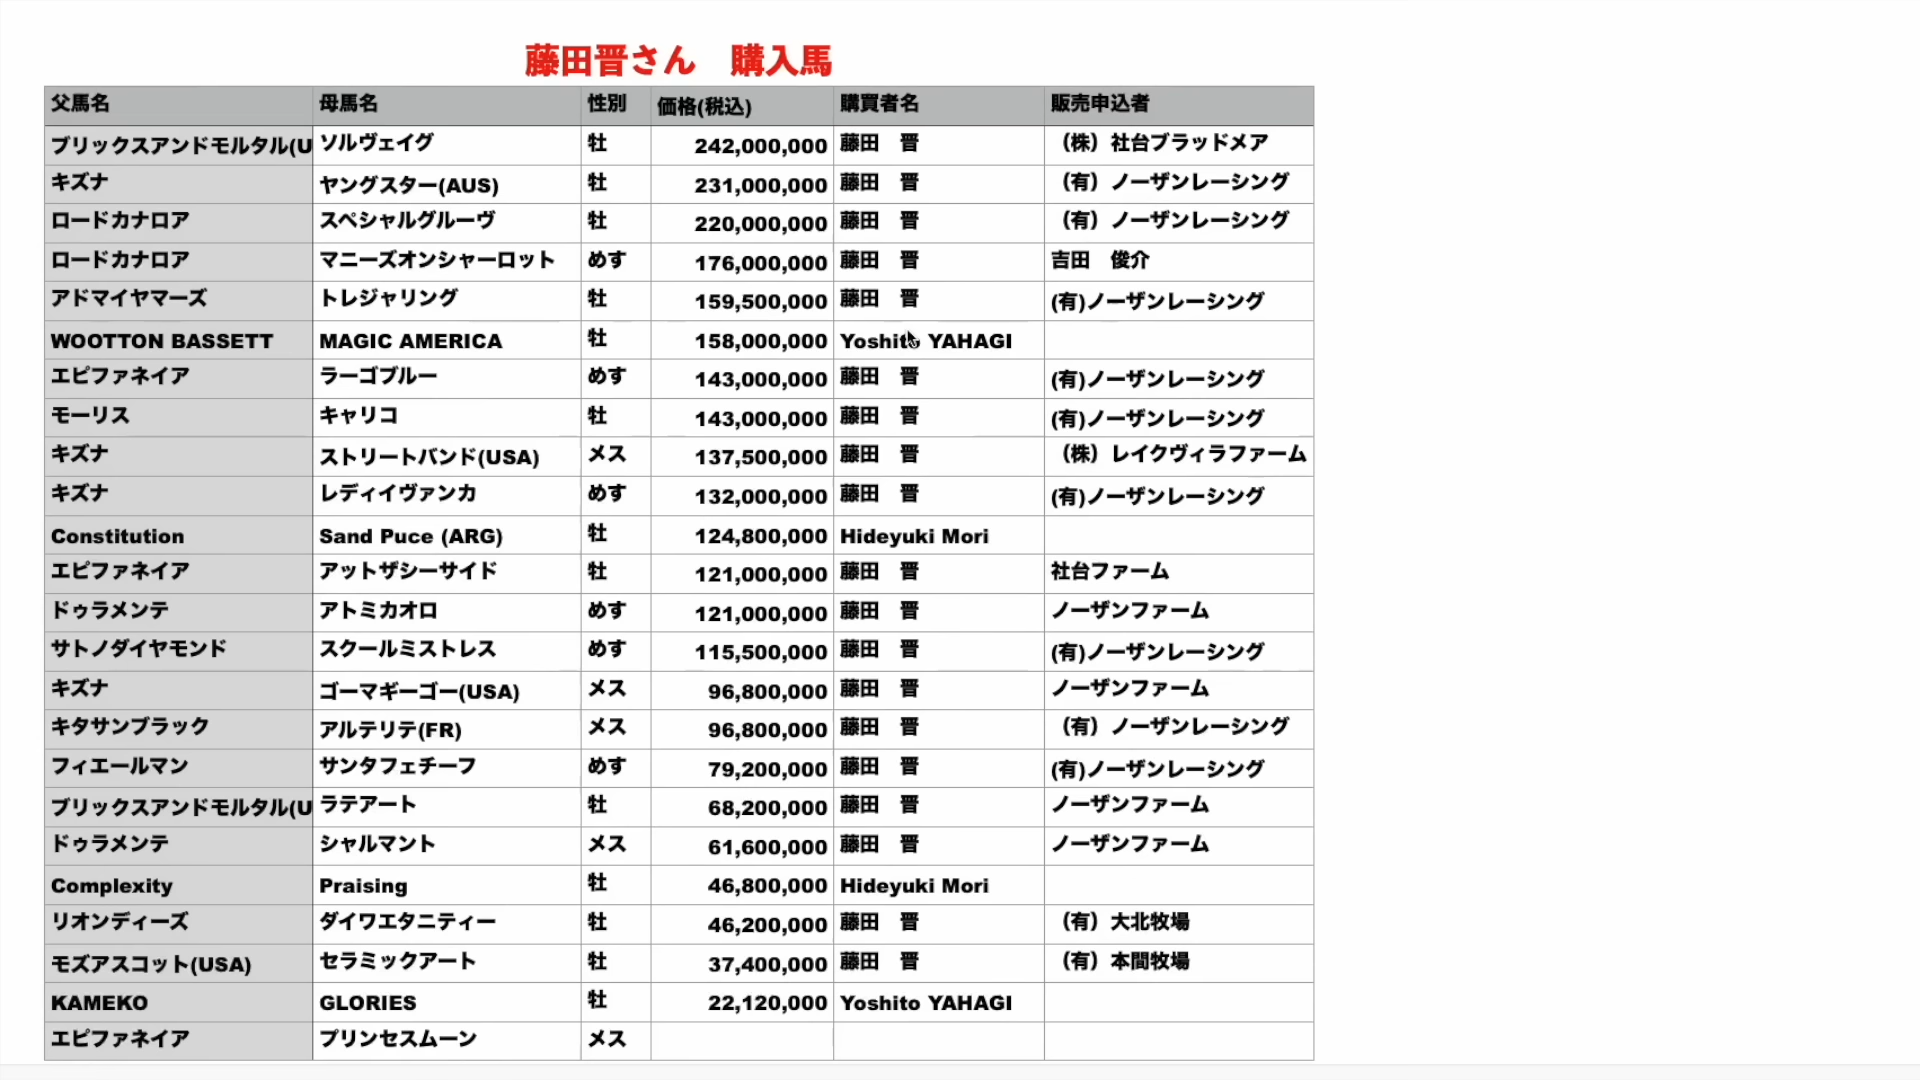 藤田晋さん　購入馬
父馬名 母馬名 性別 価格(税込) 購買者名 販売申込者
ブリックスアンドモルタル(U ソルヴェイグ 牡 242,000,000 藤田　晋 （株）社台ブラッドメア
キズナ ヤングスター(AUS) 牡 231,000,000 藤田　晋 （有）ノーザンレーシング
ロードカナロア スペシャルグルーヴ 牡 220,000,000 藤田　晋 （有）ノーザンレーシング
ロードカナロア マニーズオンシャーロット めす 176,000,000 藤田　晋 吉田　俊介
アドマイヤマーズ トレジャリング 牡 159,500,000 藤田　晋 (有)ノーザンレーシング
WOOTTON BASSETT MAGIC AMERICA 牡 158,000,000 Yoshito YAHAGI
エピファネイア ラーゴブルー めす 143,000,000 藤田　晋 (有)ノーザンレーシング
モーリス キャリコ 牡 143,000,000 藤田　晋 (有)ノーザンレーシング
キズナ ストリートバンド(USA) メス 137,500,000 藤田　晋 （株）レイクヴィラファーム
キズナ レディイヴァンカ めす 132,000,000 藤田　晋 (有)ノーザンレーシング
Constitution Sand Puce (ARG) 牡 124,800,000 Hideyuki Mori
エピファネイア アットザシーサイド 牡 121,000,000 藤田　晋 社台ファーム
ドゥラメンテ アトミカオロ めす 121,000,000 藤田　晋 ノーザンファーム
サトノダイヤモンド スクールミストレス めす 115,500,000 藤田　晋 (有)ノーザンレーシング
キズナ ゴーマギーゴー(USA) メス 96,800,000 藤田　晋 ノーザンファーム
キタサンブラック アルテリテ(FR) メス 96,800,000 藤田　晋 （有）ノーザンレーシング
フィエールマン サンタフェチーフ めす 79,200,000 藤田　晋 (有)ノーザンレーシング
ブリックスアンドモルタル(U ラテアート 牡 68,200,000 藤田　晋 ノーザンファーム
ドゥラメンテ シャルマント メス 61,600,000 藤田　晋 ノーザンファーム
Complexity Praising 牡 46,800,000 Hideyuki Mori
リオンディーズ ダイワエタニティー 牡 46,200,000 藤田　晋 （有）大北牧場
モズアスコット(USA) セラミックアート 牡 37,400,000 藤田　晋 （有）本間牧場
KAMEKO GLORIES 牡 22,120,000 Yoshito YAHAGI
エピファネイア プリンセスムーン メス